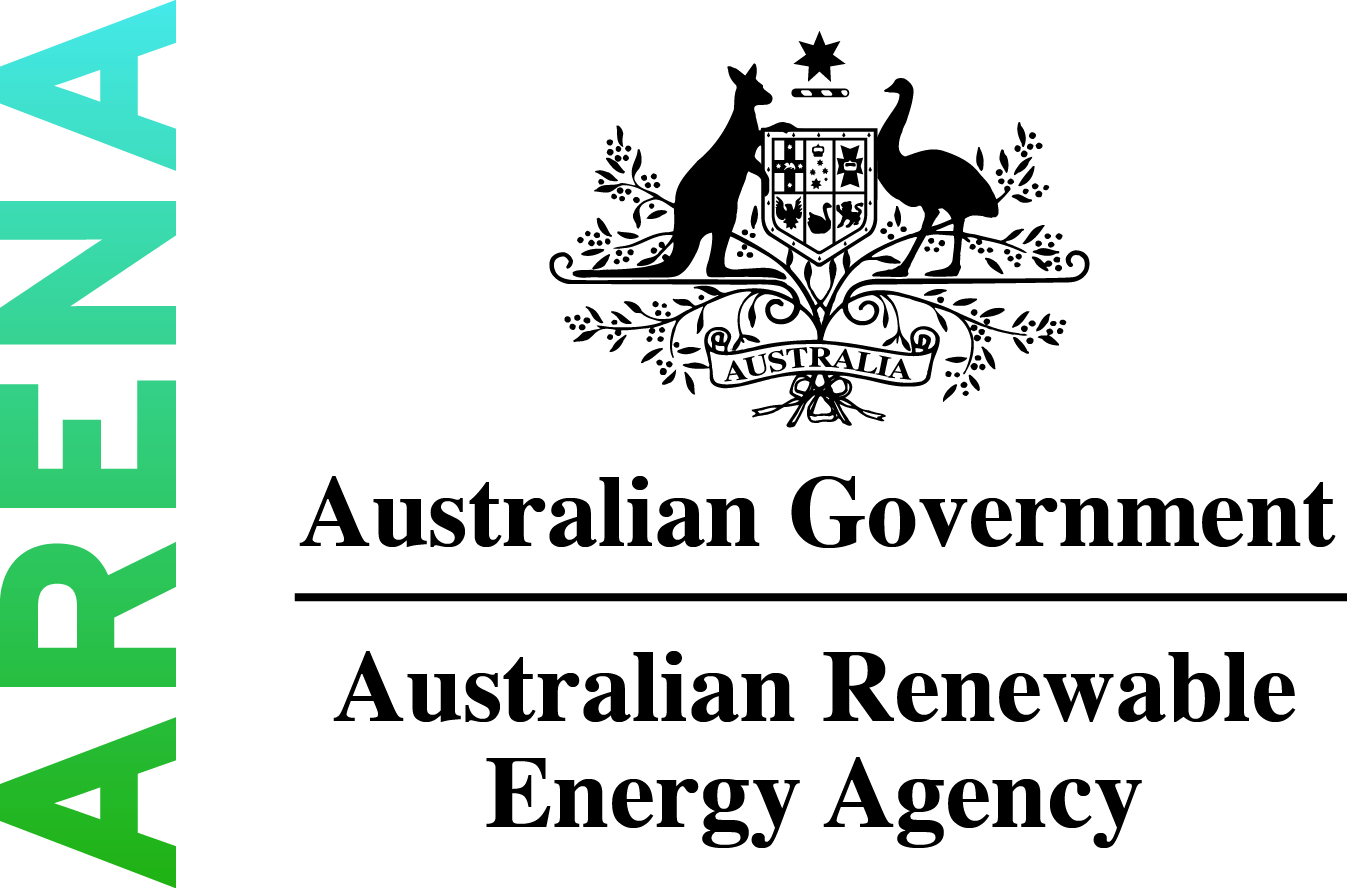 ARENA
AUSTRALIA
Australian Government
Australian Renewable
Energy Agency